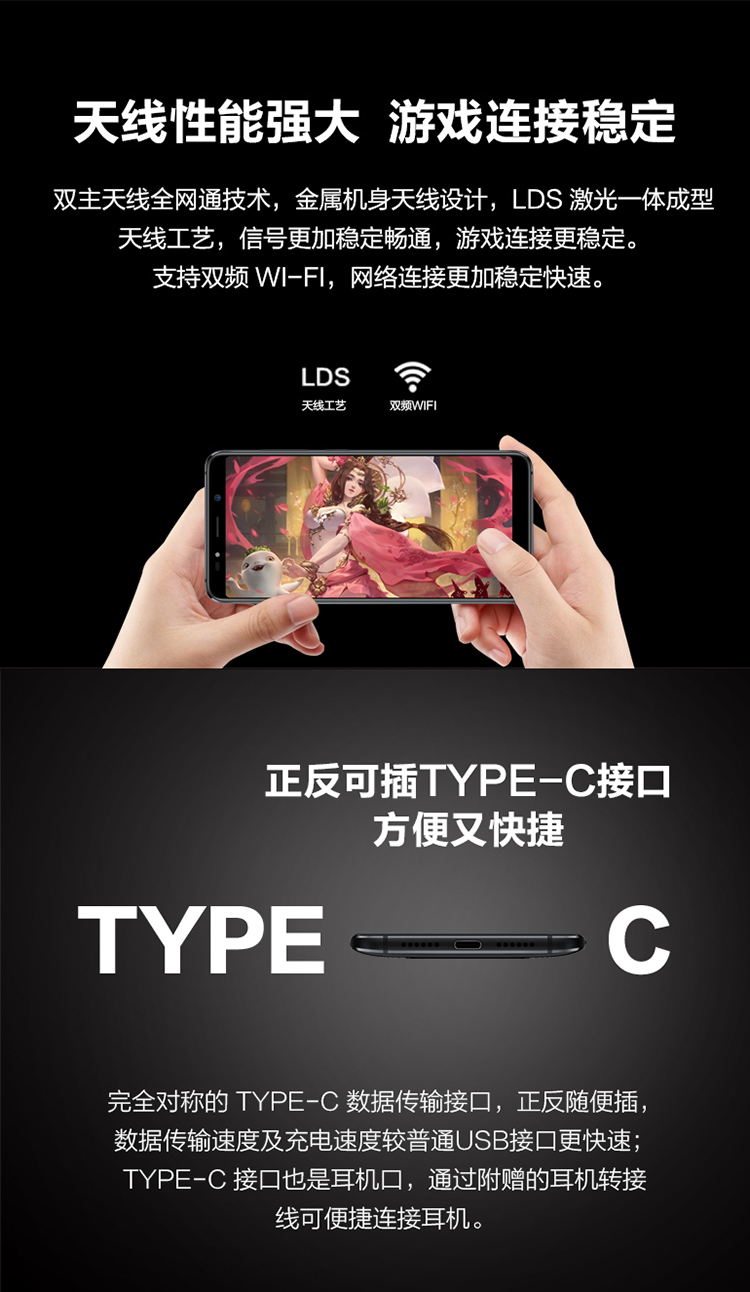 天线性能强大 游戏连接稳定
双主天线全网通技术，金属机身天线设计，LDS 激光一体成型
天线工艺，信号更加稳定畅通，游戏连接更稳定。
支持双频 WI-FI，网络连接更加稳定快速。
LDS
天线工艺
双频WIFI
正反可插TYPE-C接口
方便又快捷
TYPE C
完全对称的 TYPE-C 数据传输接口，正反随便插，
数据传输速度及充电速度较普通USB接口更快速；
TYPE-C 接口也是耳机口，通过附赠的耳机转接
线可便捷连接耳机。